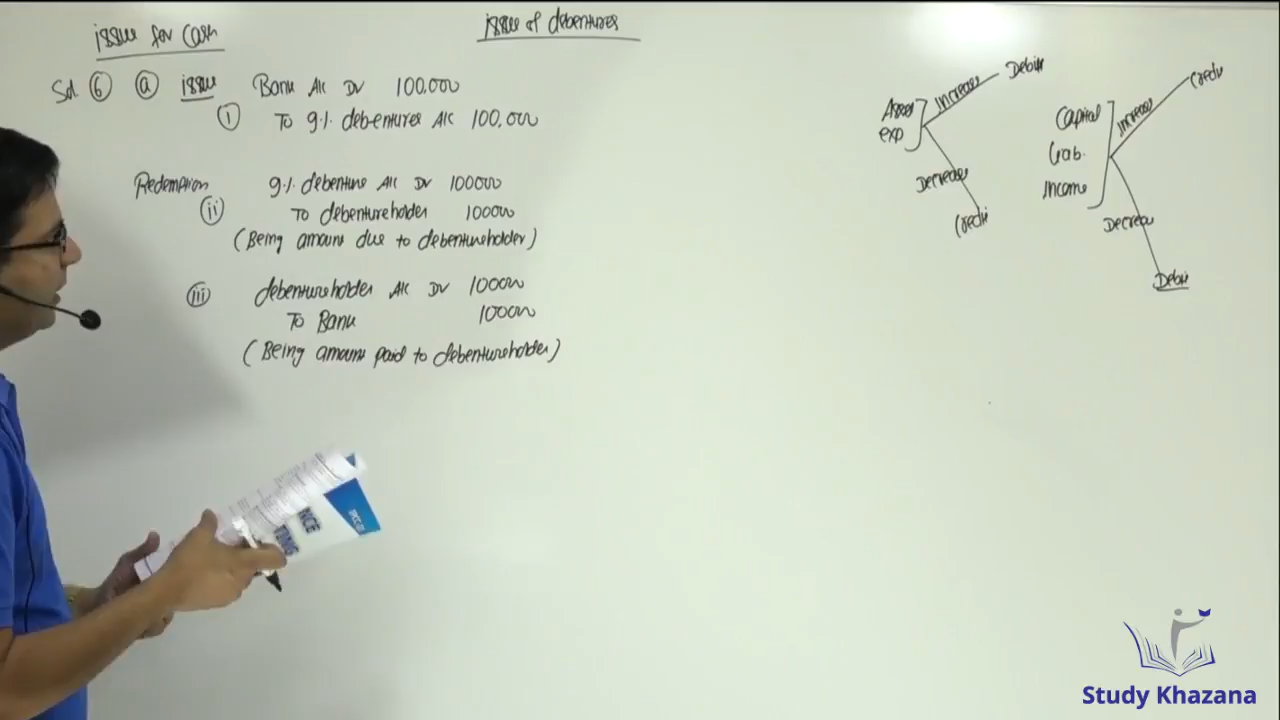 issue of debentures
issue for Cash
Sol 6 a issue Bank A/c Dr 100,000
i To 9.1. debentures A/c 100,000
Redemption 9.1. debenture A/c Dr 100000
ii To debentureholder 100000
(Being amount due to debentureholder)
iii debentureholder A/c Dr 100000
To Bank 100000
(Being amount paid to debentureholder)
Assets
exp
Increase Debit
Decrease
Credit
Capital
Liab.
Income
Increase Credit
Decrease
Debit
Study Khazana